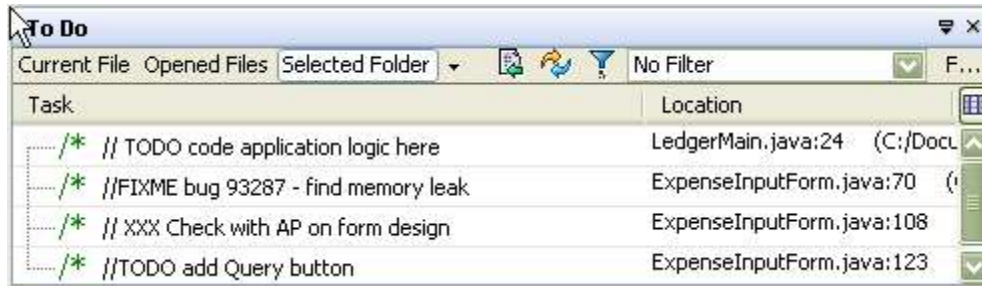 To Do
Current File Opened Files Selected Folder No Filter F...
Task Location
/* // TODO code application logic here LedgerMain.java:24 (C:/Docu
/* //FIXME bug 93287 - find memory leak ExpenseInputForm.java:70 (
/* // XXX Check with AP on form design ExpenseInputForm.java:108
/* //TODO add Query button ExpenseInputForm.java:123